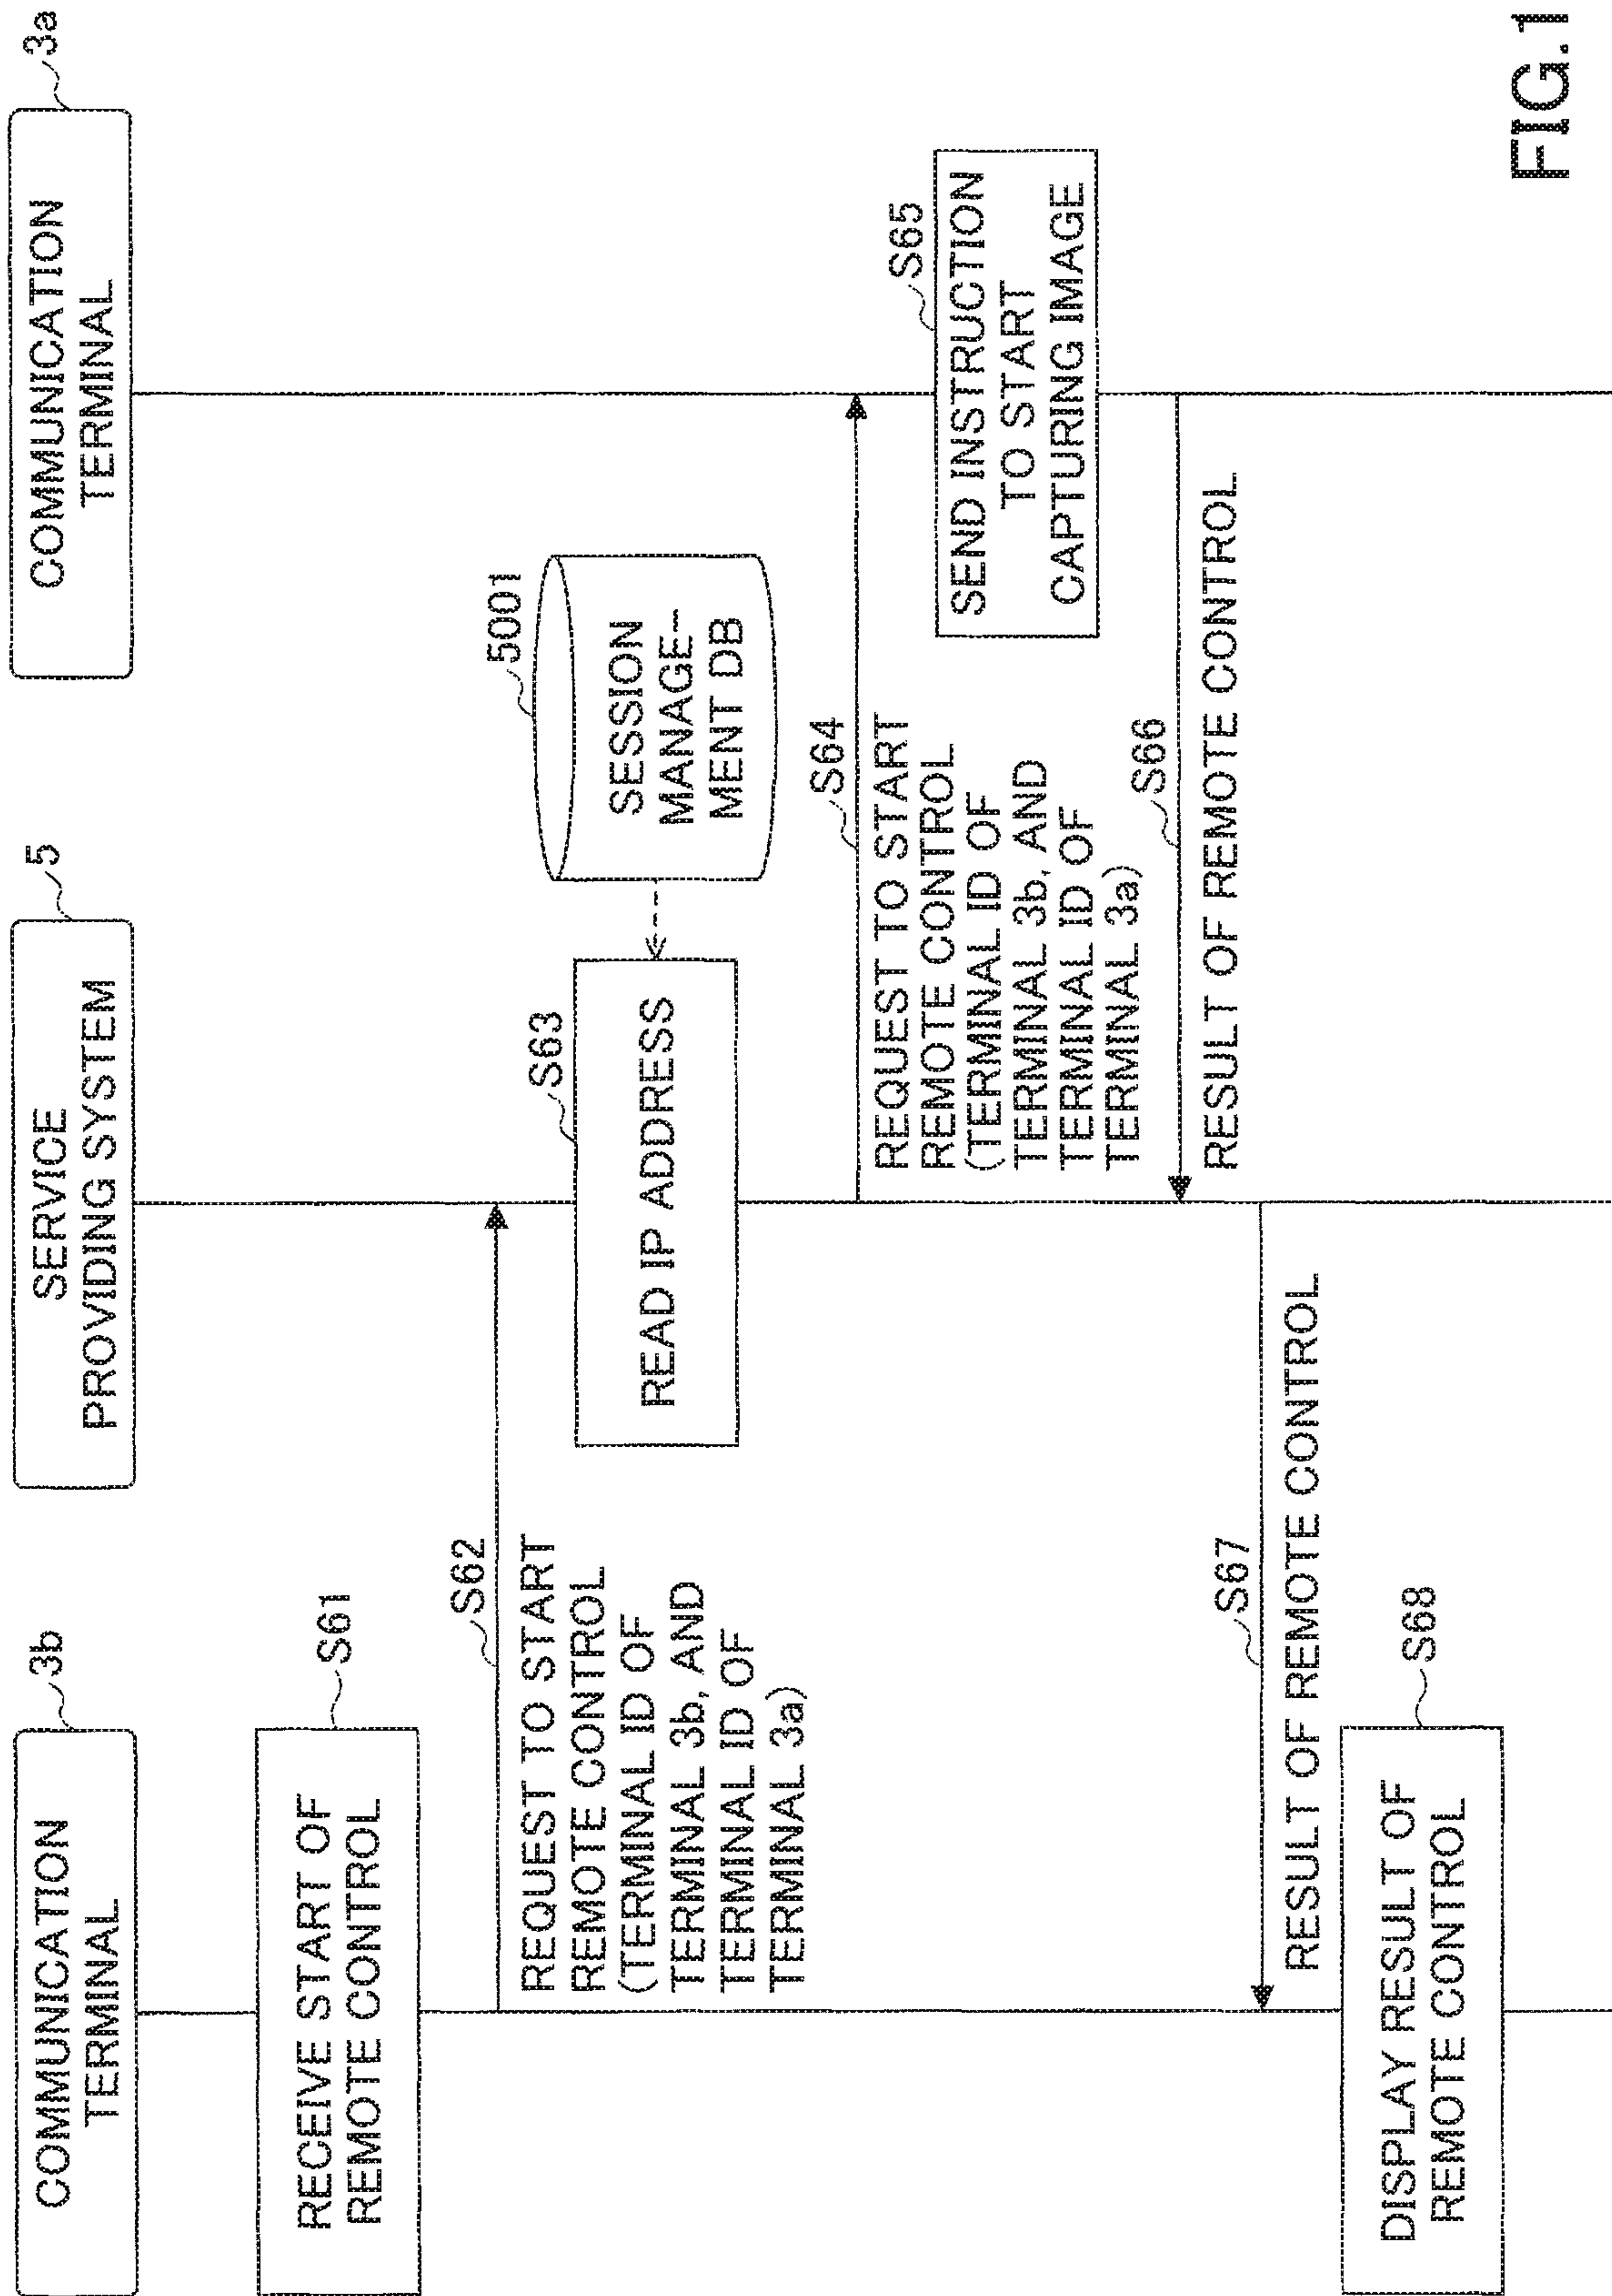 COMMUNICATION
TERMINAL
3b
SERVICE
PROVIDING SYSTEM
5
COMMUNICATION
TERMINAL
3a
RECEIVE START OF
REMOTE CONTROL
S61
S62
REQUEST TO START
REMOTE CONTROL
(TERMINAL ID OF
TERMINAL 3b, AND
TERMINAL ID OF
TERMINAL 3a)
S63
READ IP ADDRESS
5001
SESSION
MANAGE-
MENT DB
S64
REQUEST TO START
REMOTE CONTROL
(TERMINAL ID OF
TERMINAL 3b, AND
TERMINAL ID OF
TERMINAL 3a)
S65
SEND INSTRUCTION
TO START
CAPTURING IMAGE
S66
RESULT OF REMOTE CONTROL
S67
RESULT OF REMOTE CONTROL
DISPLAY RESULT OF
REMOTE CONTROL
S68
FIG.1